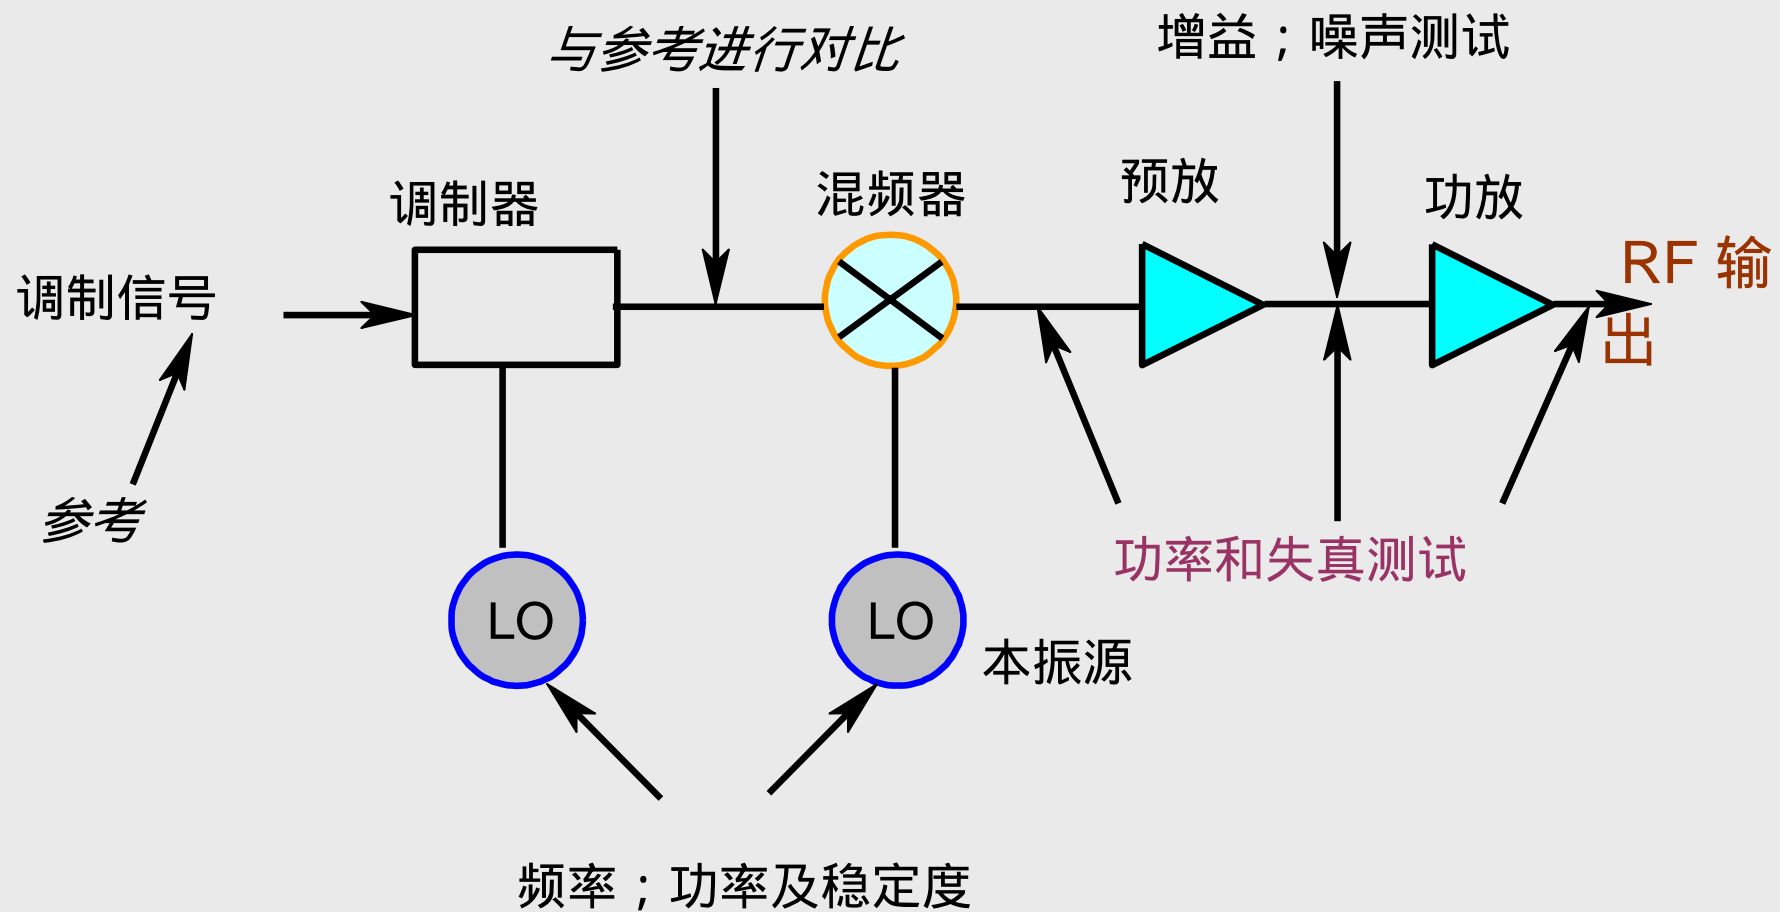 与参考进行对比
增益；噪声测试
调制器
混频器
预放
功放
RF 输
出
调制信号
参考
功率和失真测试
LO
LO
本振源
频率；功率及稳定度